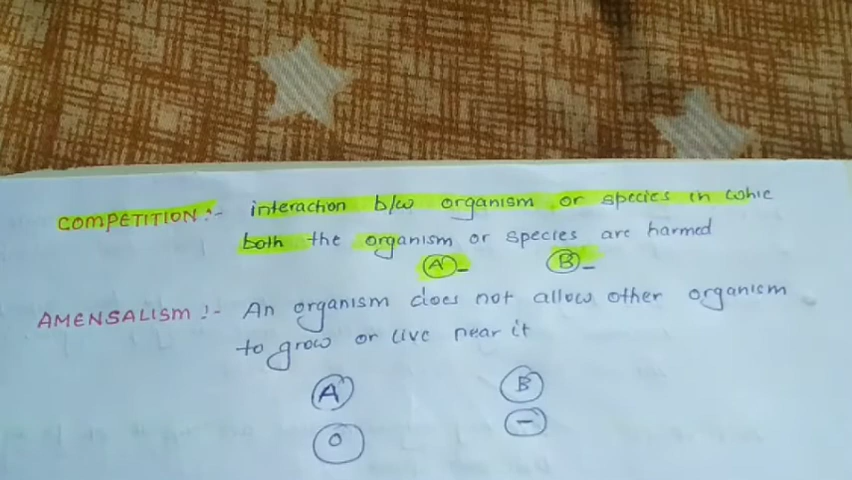 COMPETITION :- interaction b/w organism or species in whic
both the organism or species are harmed
A - B -
AMENSALISM :- An organism does not allow other organism
to grow or live near it
A B
0 -